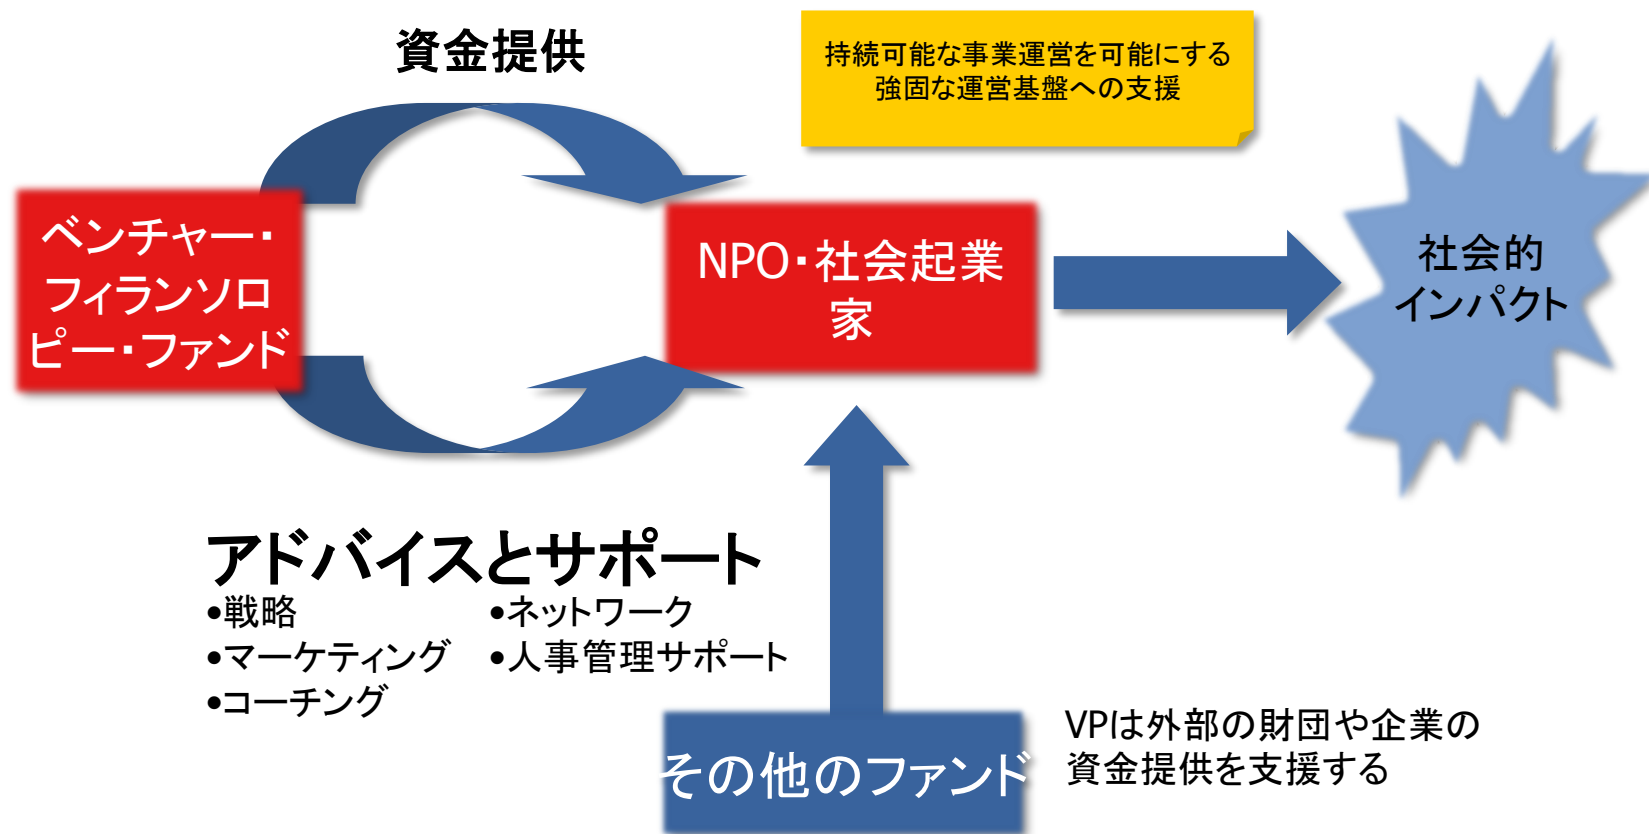 資金提供
持続可能な事業運営を可能にする
強固な運営基盤への支援
ベンチャー・
フィランソロ
ピー・ファンド
NPO・社会起業
家
社会的
インパクト
アドバイスとサポート
•戦略
•マーケティング
•コーチング
•ネットワーク
•人事管理サポート
その他のファンド
VPは外部の財団や企業の
資金提供を支援する